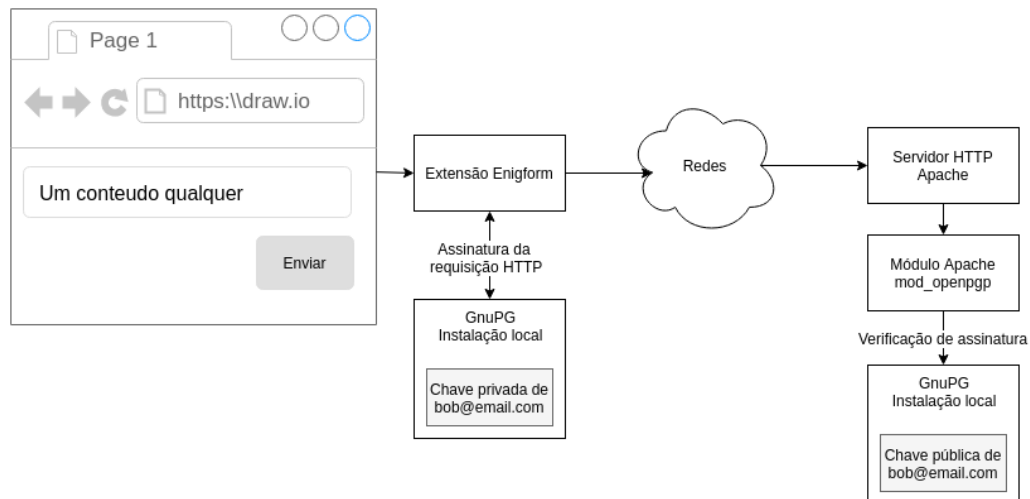 Page 1
https:\\draw.io
Um conteudo qualquer
Enviar
Extensão Enigform
Assinatura da
requisição HTTP
GnuPG
Instalação local
Chave privada de
bob@email.com
Redes
Servidor HTTP
Apache
Módulo Apache
mod_openpgp
Verificação de assinatura
GnuPG
Instalação local
Chave pública de
bob@email.com